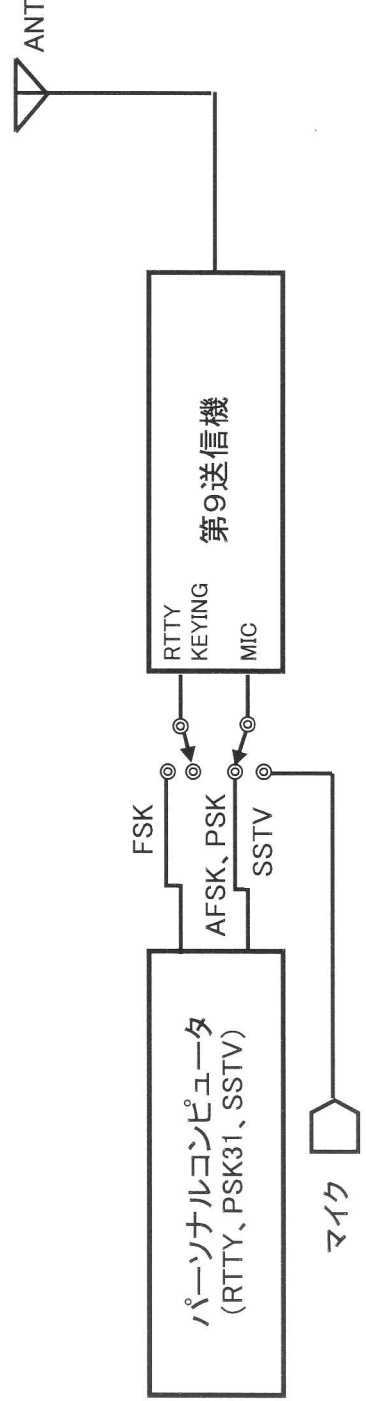 パーソナルコンピュータ
(RTTY、PSK31、SSTV)
マイク
FSK
AFSK、PSK
SSTV
RTTY
KEYING
MIC
第9送信機
ANT